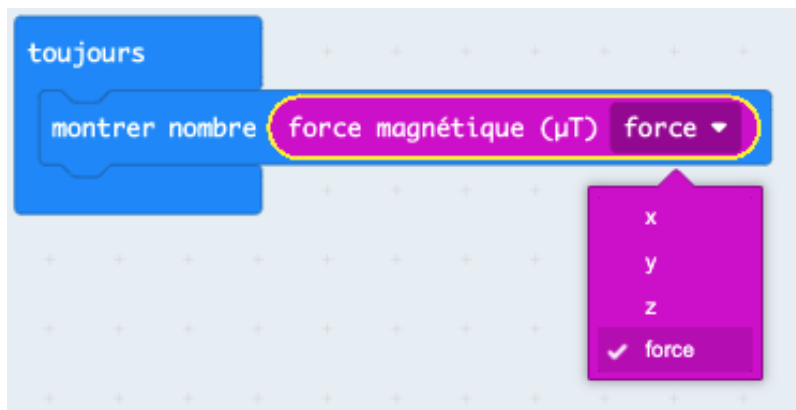 toujours
montrer nombre force magnétique (µT) force
x
y
z
force